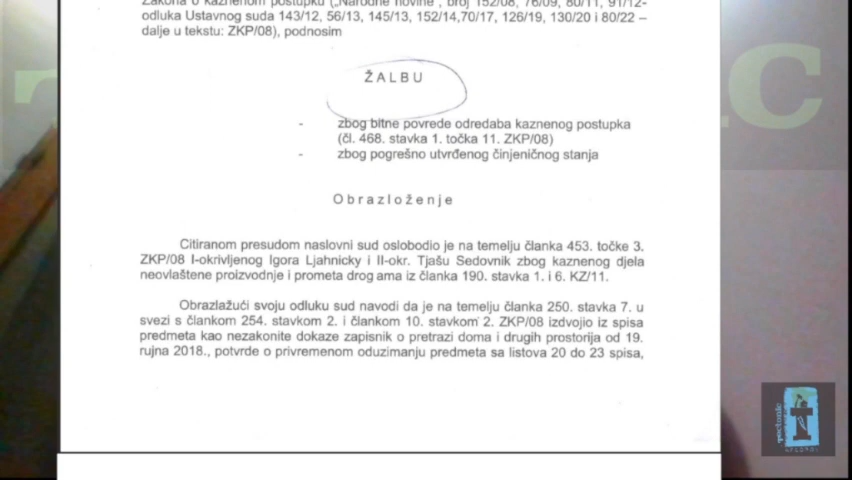 Zakona o kaznenom postupku („Narodne novine", broj 152/08, 76/09, 80/11, 91/12-
odluka Ustavnog suda 143/12, 56/13, 145/13, 152/14,70/17, 126/19, 130/20 i 80/22 –
dalje u tekstu: ZKP/08), podnosim
ŽALBU
- zbog bitne povrede odredaba kaznenog postupka
(čl. 468. stavka 1. točka 11. ZKP/08)
- zbog pogrešno utvrđenog činjeničnog stanja
Obrazloženje
Citiranom presudom naslovni sud oslobodio je na temelju članka 453. točke 3.
ZKP/08 I-okrivljenog Igora Ljahnicky i II-okr. Tjašu Sedovnik zbog kaznenog djela
neovlaštene proizvodnje i prometa drog ama iz članka 190. stavka 1. i 6. KZ/11.
Obrazlažući svoju odluku sud navodi da je na temelju članka 250. stavka 7. u
svezi s člankom 254. stavkom 2. i člankom 10. stavkom 2. ZKP/08 izdvojio iz spisa
predmeta kao nezakonite dokaze zapisnik o pretrazi doma i drugih prostorija od 19.
rujna 2018., potvrde o privremenom oduzimanju predmeta sa listova 20 do 23 spisa,